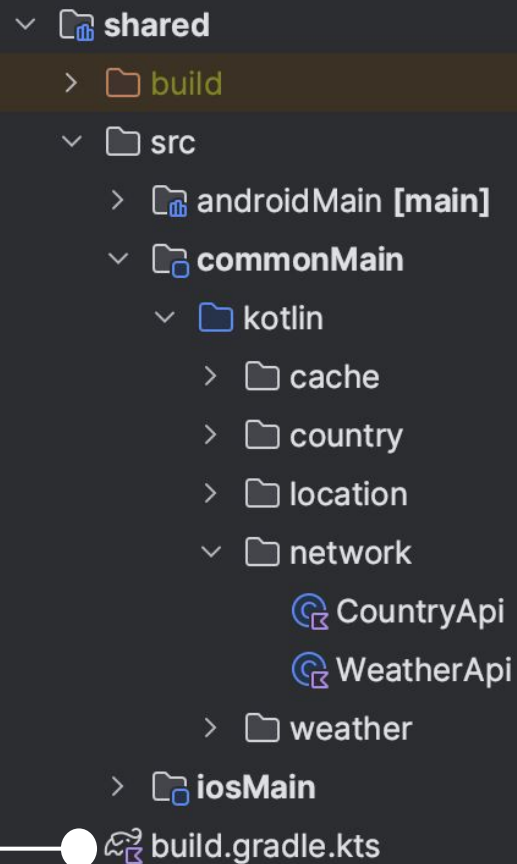 shared
build
src
androidMain [main]
commonMain
kotlin
cache
country
location
network
CountryApi
WeatherApi
weather
iosMain
build.gradle.kts